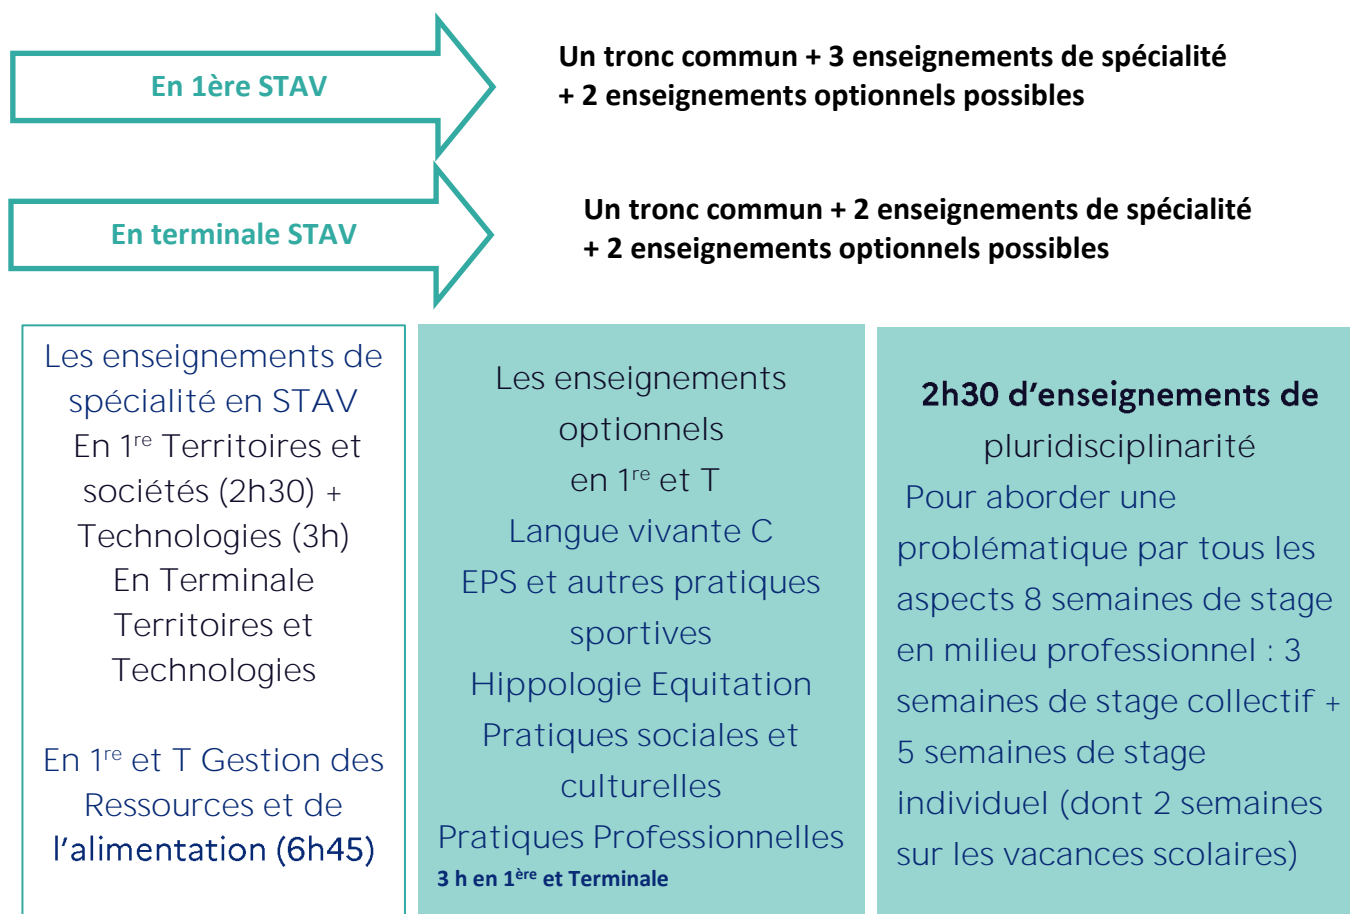 En 1ère STAV
Un tronc commun + 3 enseignements de spécialité
+ 2 enseignements optionnels possibles
En terminale STAV
Un tronc commun + 2 enseignements de spécialité
+ 2 enseignements optionnels possibles
Les enseignements de
spécialité en STAV
En 1re Territoires et
sociétés (2h30) +
Technologies (3h)
En Terminale
Territoires et
Technologies
En 1re et T Gestion des
Ressources et de
l'alimentation (6h45)
Les enseignements
optionnels
en 1re et T
Langue vivante C
EPS et autres pratiques
sportives
Hippologie Equitation
Pratiques sociales et
culturelles
Pratiques Professionnelles
3 h en 1ère et Terminale
2h30 d'enseignements de
pluridisciplinarité
Pour aborder une
problématique par tous les
aspects 8 semaines de stage
en milieu professionnel : 3
semaines de stage collectif +
5 semaines de stage
individuel (dont 2 semaines
sur les vacances scolaires)